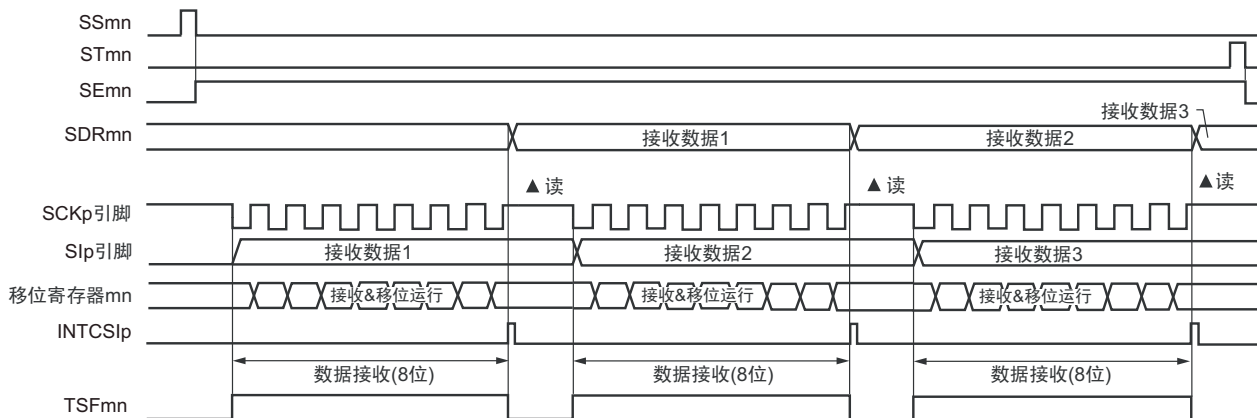 SSmn
STmn
SEmn
接收数据3
SDRmn
接收数据1
接收数据2
▲读
▲读
▲读
SCKp引脚
SIp引脚
接收数据1
接收数据2
接收数据3
移位寄存器mn
接收&移位运行
接收&移位运行
接收&移位运行
INTCSIp
数据接收(8位)
数据接收(8位)
数据接收(8位)
TSFmn